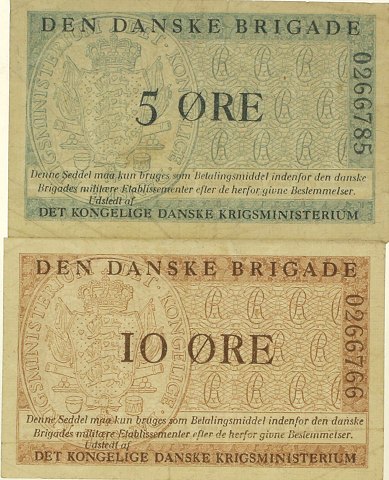 DEN DANSKE BRIGADE
5 ØRE
0266785
Denne Seddel maa kun bruges som Betalingsmiddel indenfor den danske
Brigades militære Etablissementer efter de herfor givne Bestemmelser.
Udstedt af
DET KONGELIGE DANSKE KRIGSMINISTERIUM
DEN DANSKE BRIGADE
10 ØRE
0266766
Denne Seddel maa kun bruges som Betalingsmiddel indenfor den danske
Brigades militære Etablissementer efter de herfor givne Bestemmelser.
Udstedt af
DET KONGELIGE DANSKE KRIGSMINISTERIUM